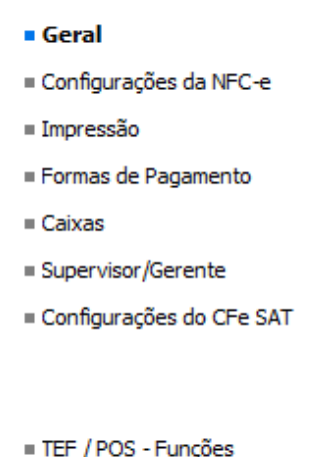 Geral
Configurações da NFC-e
Impressão
Formas de Pagamento
Caixas
Supervisor/Gerente
Configurações do CFe SAT
TEF / POS - Funções